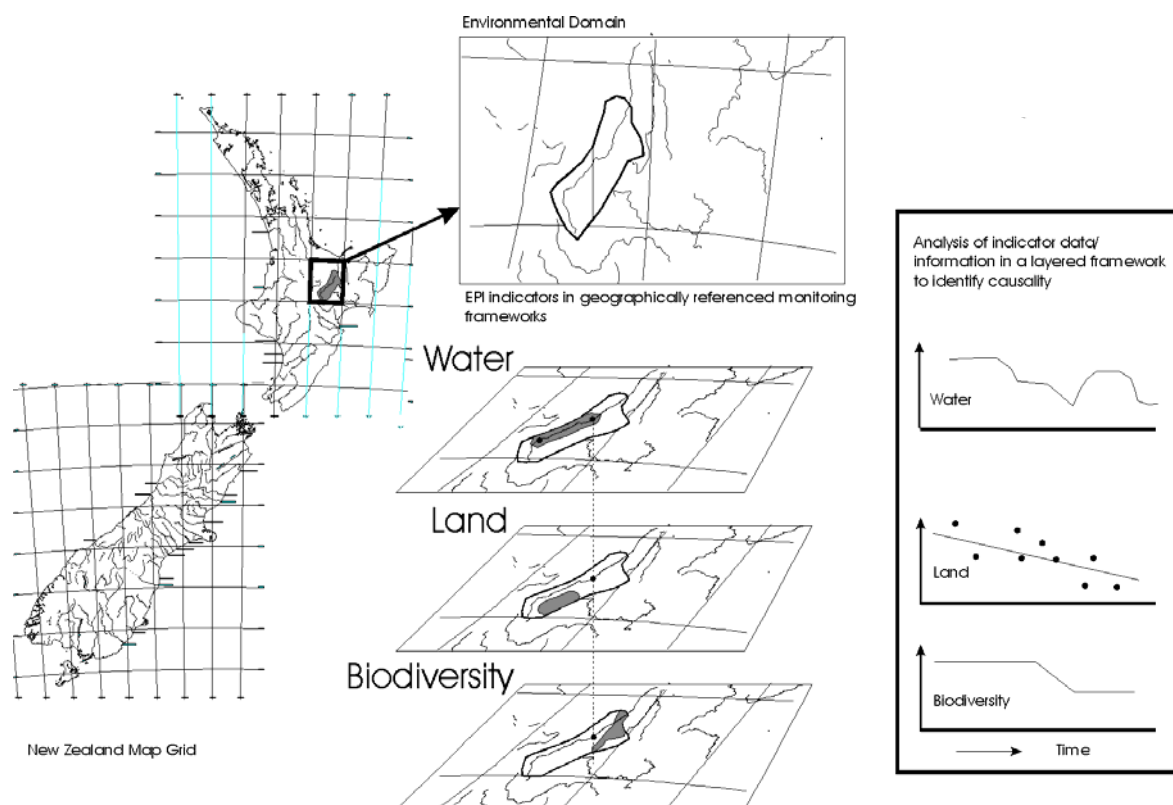 Environmental Domain
EPI indicators in geographically referenced monitoring
frameworks
Water
Land
Biodiversity
New Zealand Map Grid
Analysis of indicator data/
information in a layered framework
to identify causality
Water
Land
Biodiversity
Time